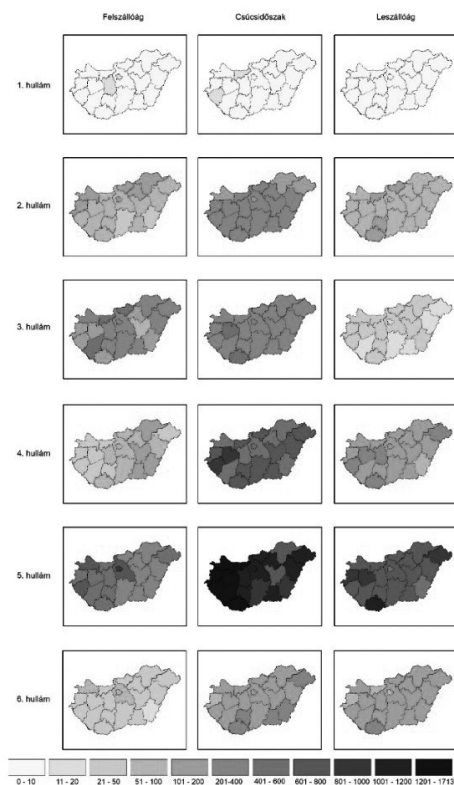 Felszállóág Csúcsidőszak Leszállóág
1. hullám
2. hullám
3. hullám
4. hullám
5. hullám
6. hullám
0 - 10 11 - 20 21 - 50 51 - 100 101 - 200 201-400 401 - 600 601 - 800 801 - 1000 1001 - 1200 1201 - 1713